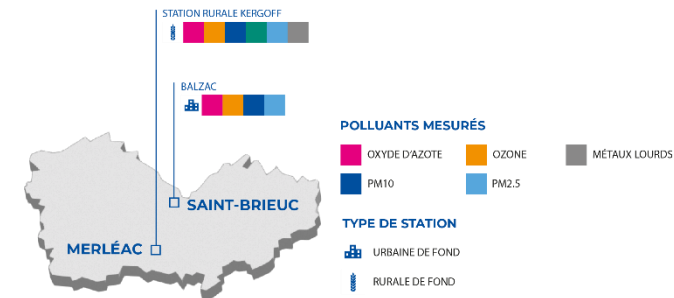 STATION RURALE KERGOFF
BALZAC
SAINT-BRIEUC
MERLÉAC
POLLUANTS MESURÉS
OXYDE D'AZOTE
OZONE
MÉTAUX LOURDS
PM10
PM2.5
TYPE DE STATION
URBAINE DE FOND
RURALE DE FOND